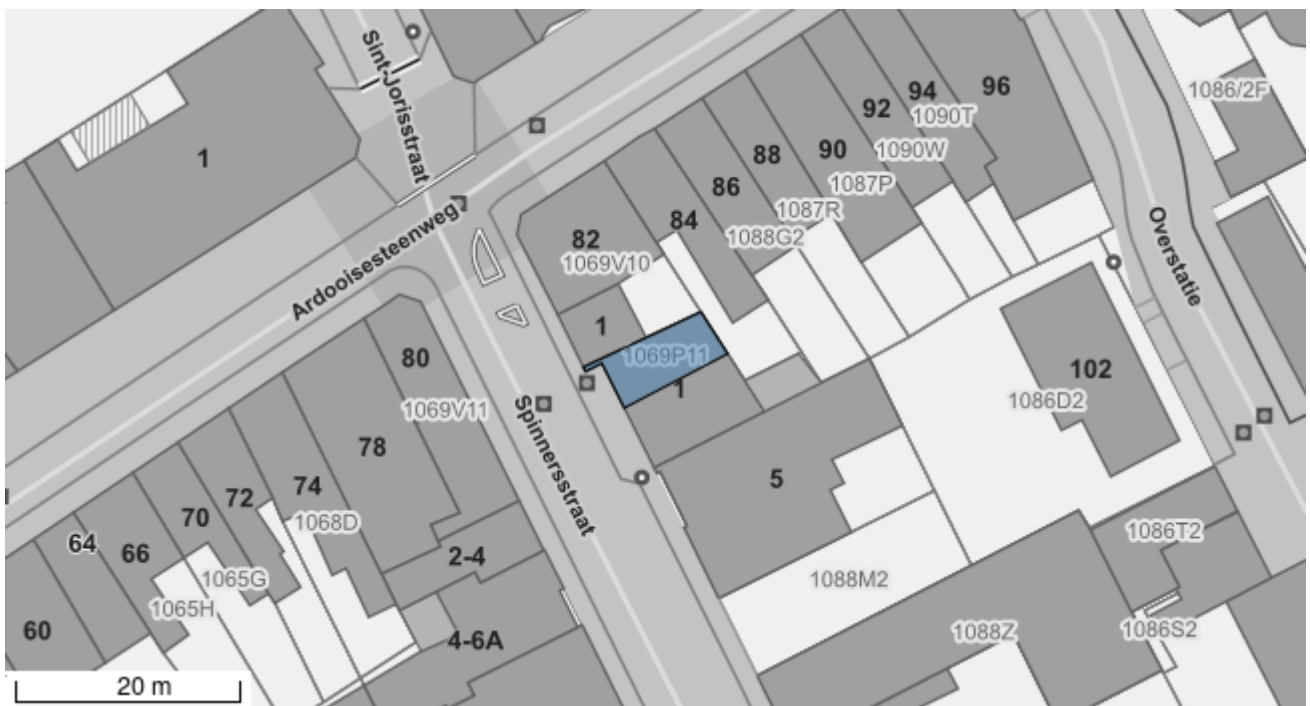 Sint-Jorisstraat
1
96
94
1090T
92
1090W
90
1087P
88
1087R
86
1088G2
84
82
1069V10
1086/2F
Ardooisesteenweg
Overstatie
1
1069P11
1
80
1069V11
102
1086D2
78
Spinnersstraat
5
74
1068D
72
70
1065G
66
1065H
64
60
2-4
4-6A
1086T2
1088M2
1088Z
1086S2
20 m